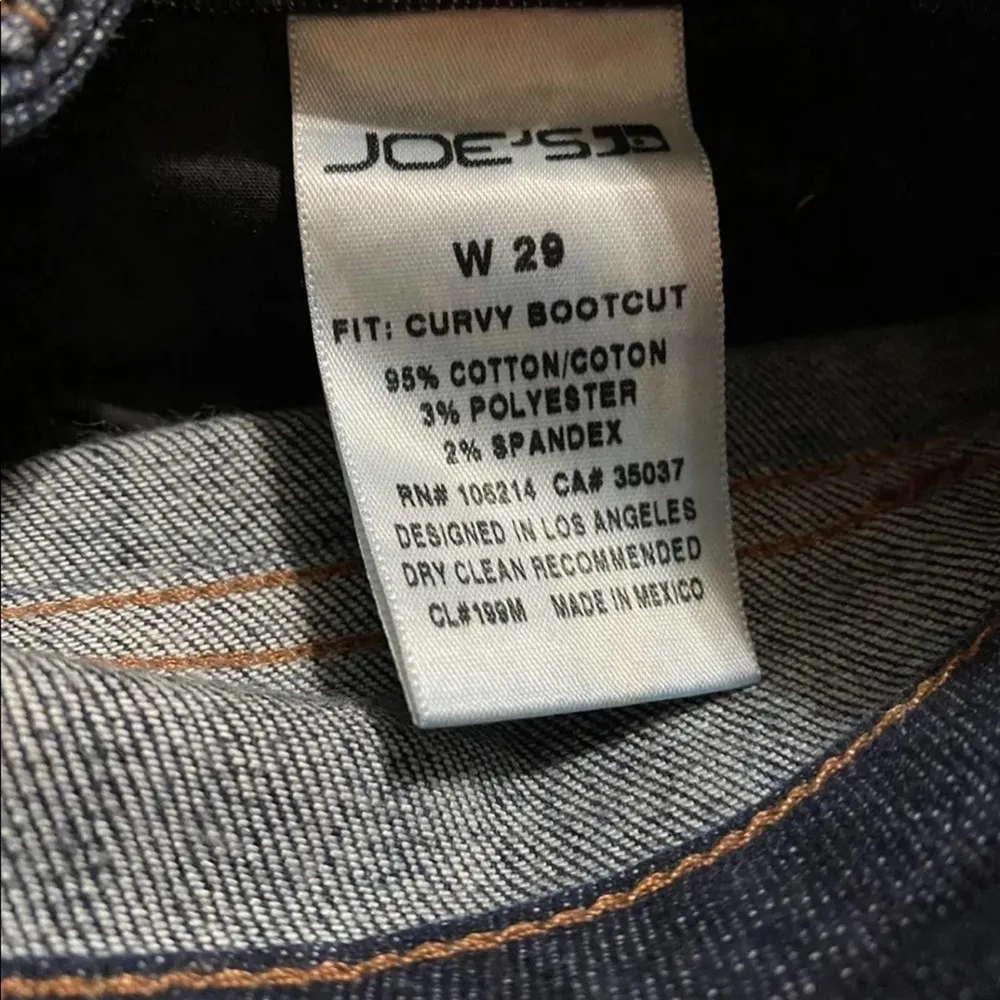 JOE'S
W 29
FIT: CURVY BOOTCUT
95% COTTON/COTON
3% POLYESTER
2% SPANDEX
RN# 106214 CA# 35037
DESIGNED IN LOS ANGELES
DRY CLEAN RECOMMENDED
CL#199M MADE IN MEXICO